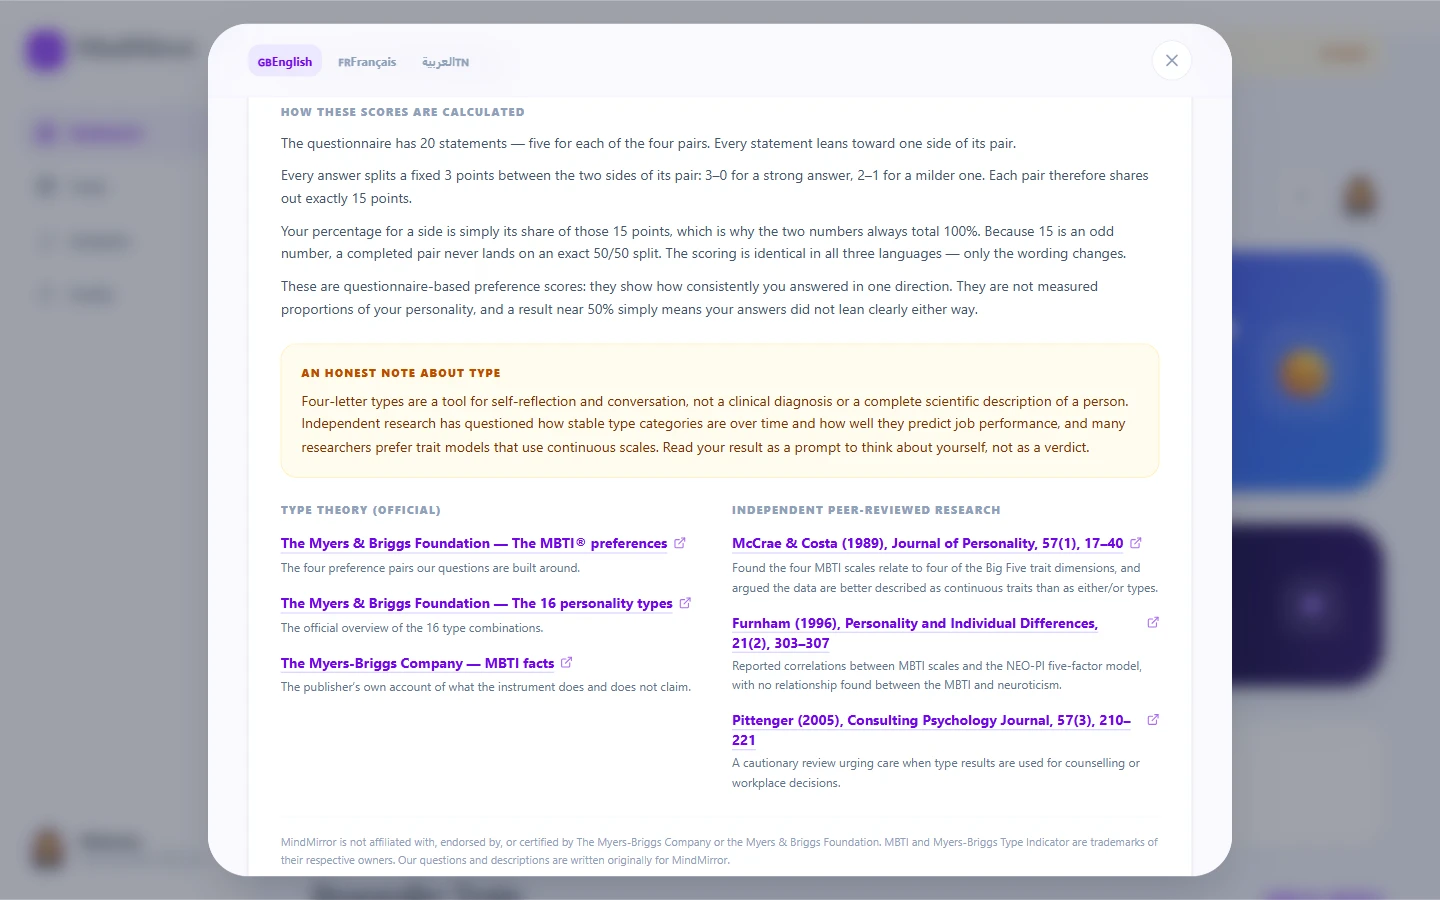 GBEnglish FRFrançais العربيةTN
HOW THESE SCORES ARE CALCULATED
The questionnaire has 20 statements — five for each of the four pairs. Every statement leans toward one side of its pair.
Every answer splits a fixed 3 points between the two sides of its pair: 3–0 for a strong answer, 2–1 for a milder one. Each pair therefore shares
out exactly 15 points.
Your percentage for a side is simply its share of those 15 points, which is why the two numbers always total 100%. Because 15 is an odd
number, a completed pair never lands on an exact 50/50 split. The scoring is identical in all three languages — only the wording changes.
These are questionnaire-based preference scores: they show how consistently you answered in one direction. They are not measured
proportions of your personality, and a result near 50% simply means your answers did not lean clearly either way.
AN HONEST NOTE ABOUT TYPE
Four-letter types are a tool for self-reflection and conversation, not a clinical diagnosis or a complete scientific description of a person.
Independent research has questioned how stable type categories are over time and how well they predict job performance, and many
researchers prefer trait models that use continuous scales. Read your result as a prompt to think about yourself, not as a verdict.
TYPE THEORY (OFFICIAL)
The Myers & Briggs Foundation — The MBTI® preferences
The four preference pairs our questions are built around.
The Myers & Briggs Foundation — The 16 personality types
The official overview of the 16 type combinations.
The Myers-Briggs Company — MBTI facts
The publisher's own account of what the instrument does and does not claim.
INDEPENDENT PEER-REVIEWED RESEARCH
McCrae & Costa (1989), Journal of Personality, 57(1), 17–40
Found the four MBTI scales relate to four of the Big Five trait dimensions, and
argued the data are better described as continuous traits than as either/or types.
Furnham (1996), Personality and Individual Differences,
21(2), 303–307
Reported correlations between MBTI scales and the NEO-PI five-factor model,
with no relationship found between the MBTI and neuroticism.
Pittenger (2005), Consulting Psychology Journal, 57(3), 210–
221
A cautionary review urging care when type results are used for counselling or
workplace decisions.
MindMirror is not affiliated with, endorsed by, or certified by The Myers-Briggs Company or the Myers & Briggs Foundation. MBTI and Myers-Briggs Type Indicator are trademarks of
their respective owners. Our questions and descriptions are written originally for MindMirror.